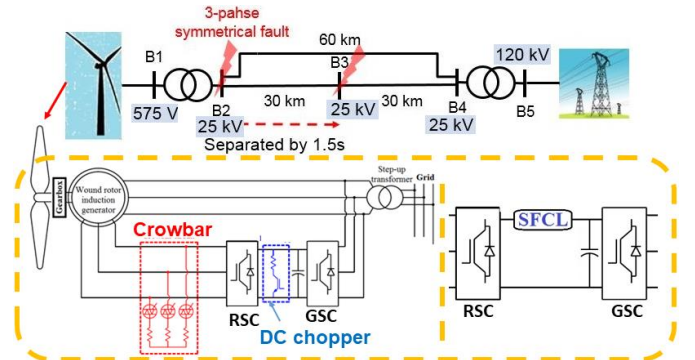 3-pahse
symmetrical fault
60 km
120 kV
B1
B3
575 V
B2
30 km
25 kV
30 km
B4
B5
25 kV
25 kV
Separated by 1.5s
Gearbox
Wound rotor
induction
generator
Step-up
transformer
Grid
Crowbar
RSC
GSC
DC chopper
SFCL
RSC
GSC